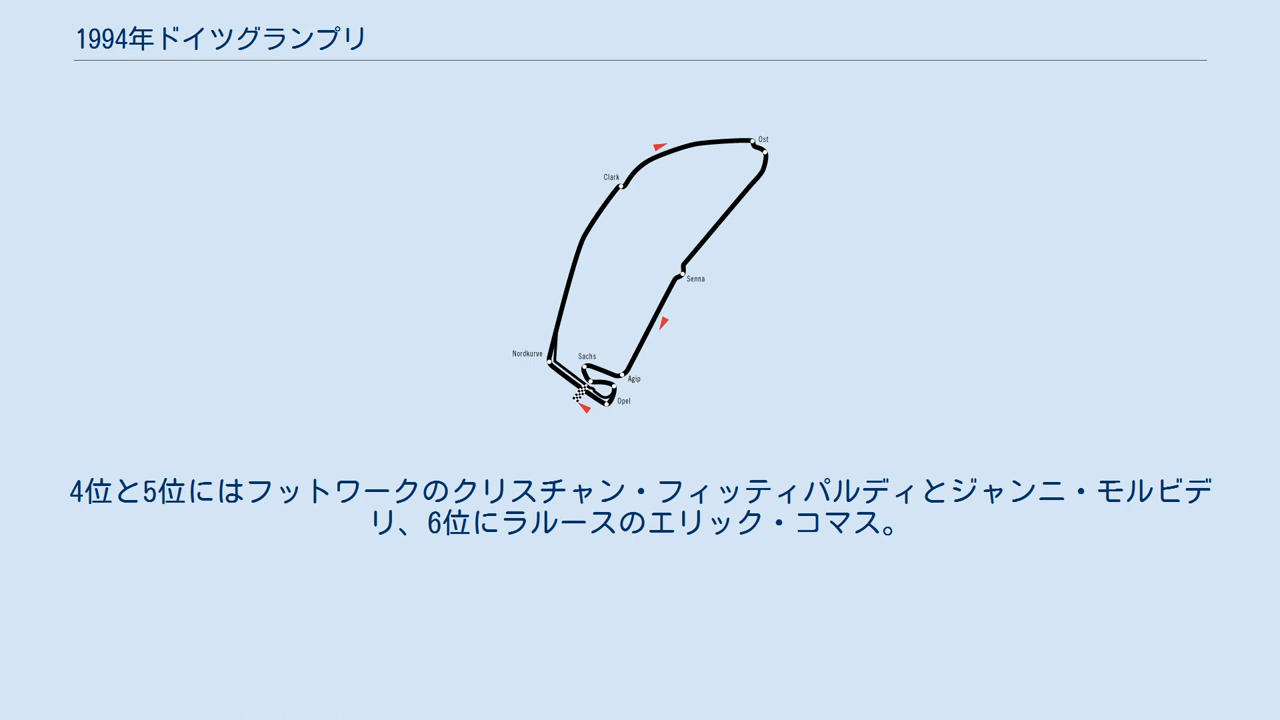 1994年ドイツグランプリ
Ost
Clark
Senna
Nordkurve
Sachs
Agip
Opel
4位と5位にはフットワークのクリスチャン・フィッティパルディとジャンニ・モルビデ
リ、6位にラルースのエリック・コマス。